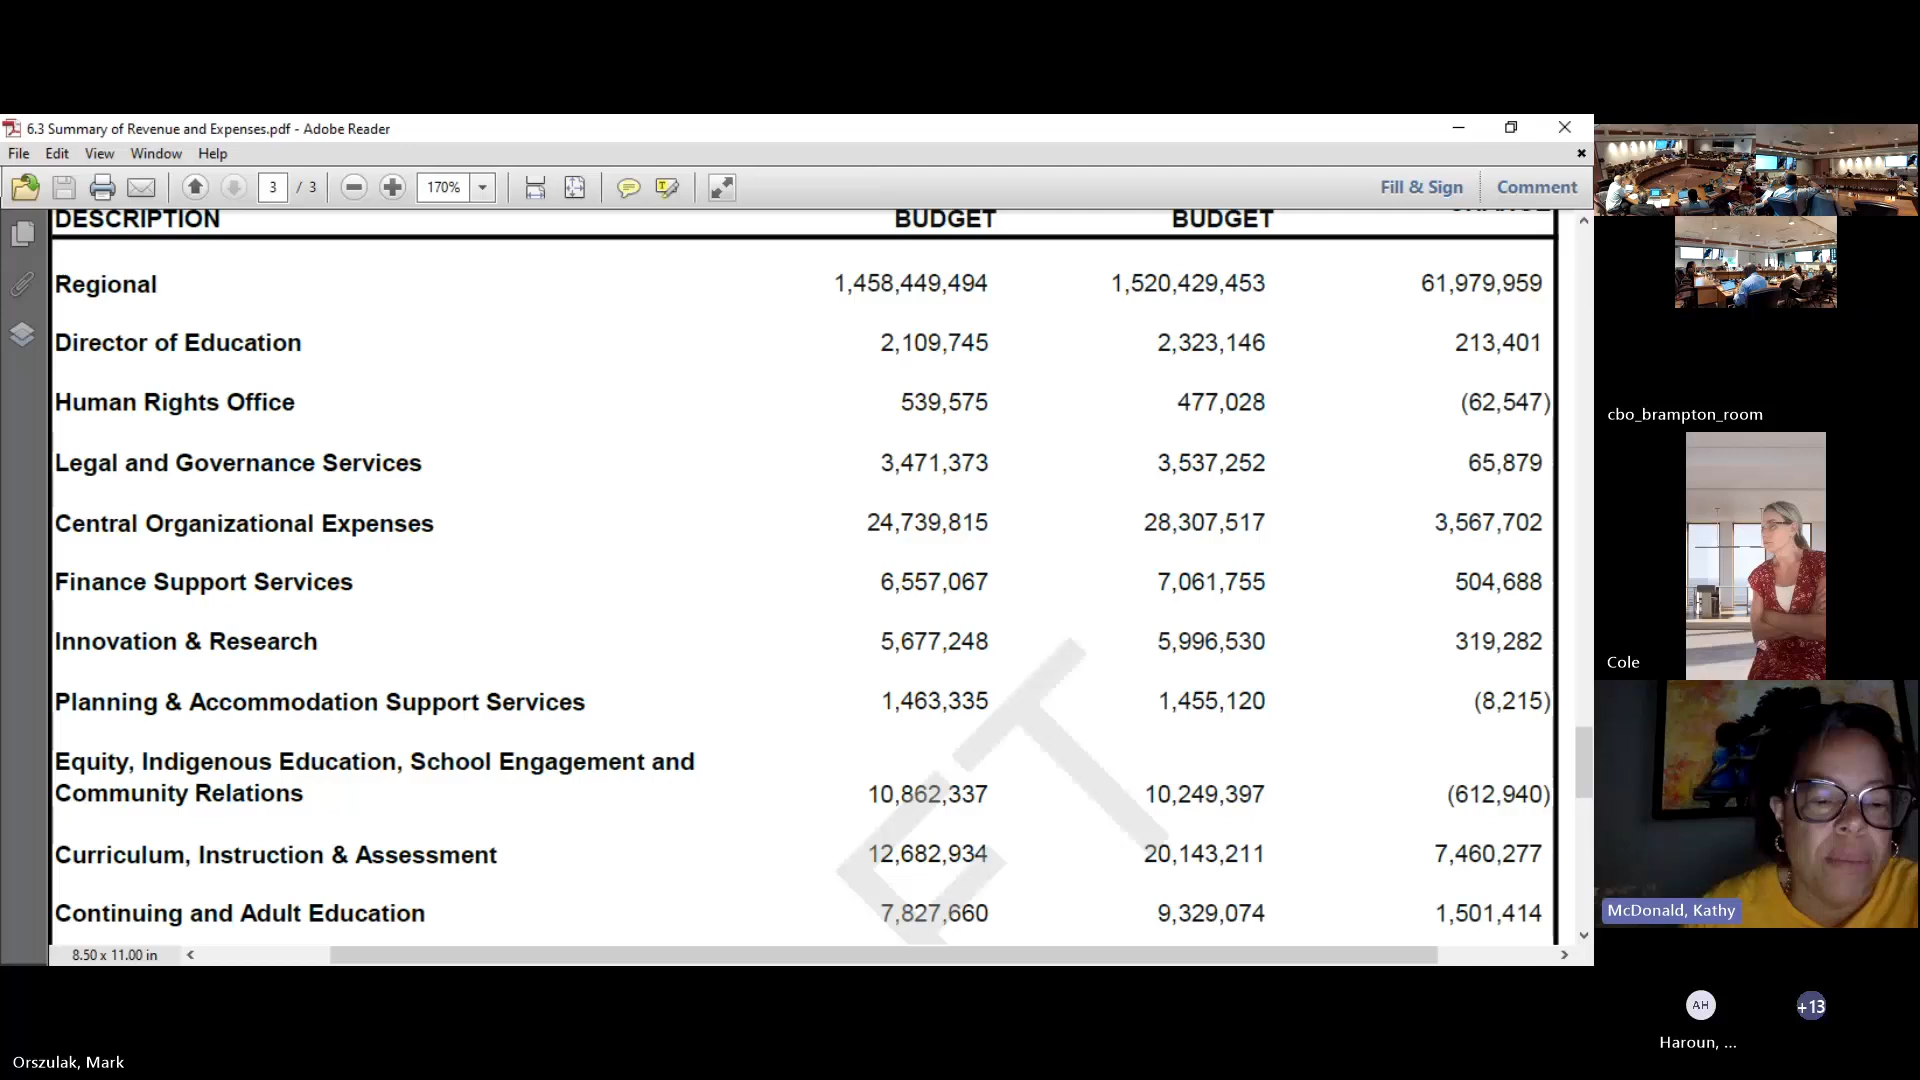 6.3 Summary of Revenue and Expenses.pdf - Adobe Reader
File Edit View Window Help
3 / 3 170% Fill & Sign Comment
DESCRIPTION BUDGET BUDGET
Regional 1,458,449,494 1,520,429,453 61,979,959
Director of Education 2,109,745 2,323,146 213,401
Human Rights Office 539,575 477,028 (62,547)
Legal and Governance Services 3,471,373 3,537,252 65,879
Central Organizational Expenses 24,739,815 28,307,517 3,567,702
Finance Support Services 6,557,067 7,061,755 504,688
Innovation & Research 5,677,248 5,996,530 319,282
Planning & Accommodation Support Services 1,463,335 1,455,120 (8,215)
Equity, Indigenous Education, School Engagement and
Community Relations 10,862,337 10,249,397 (612,940)
Curriculum, Instruction & Assessment 12,682,934 20,143,211 7,460,277
Continuing and Adult Education 7,827,660 9,329,074 1,501,414
FT
8.50 x 11.00 in
cbo_brampton_room
Cole
McDonald, Kathy
AH
+13
Haroun, ...
Orszulak, Mark